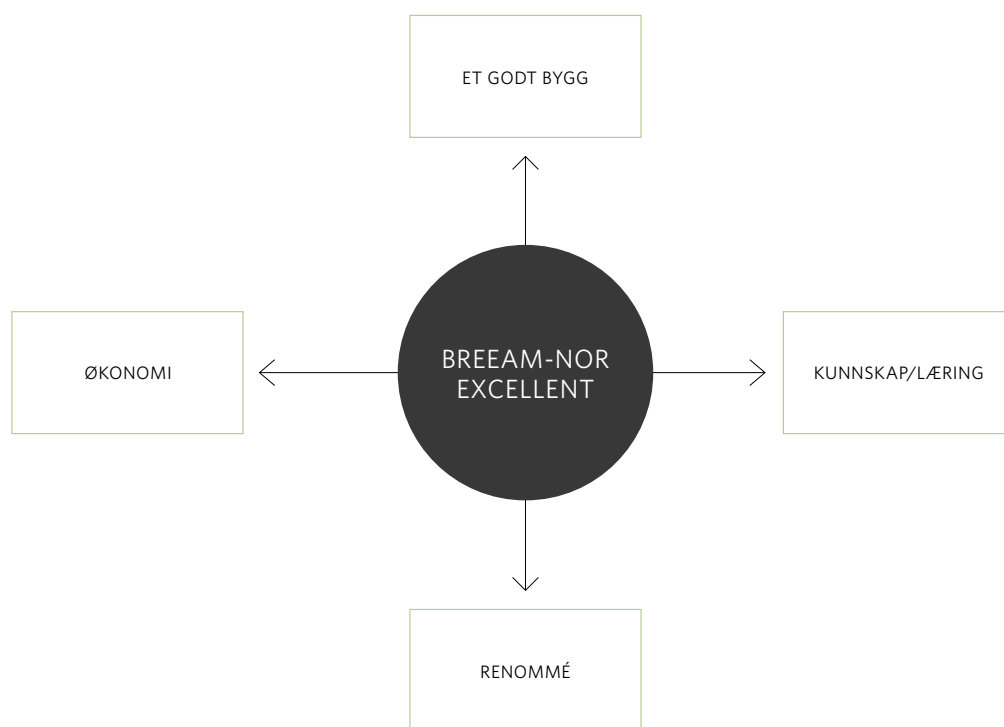 ET GODT BYGG
ØKONOMI
BREEAM-NOR
EXCELLENT
KUNNSKAP/LÆRING
RENOMMÉ